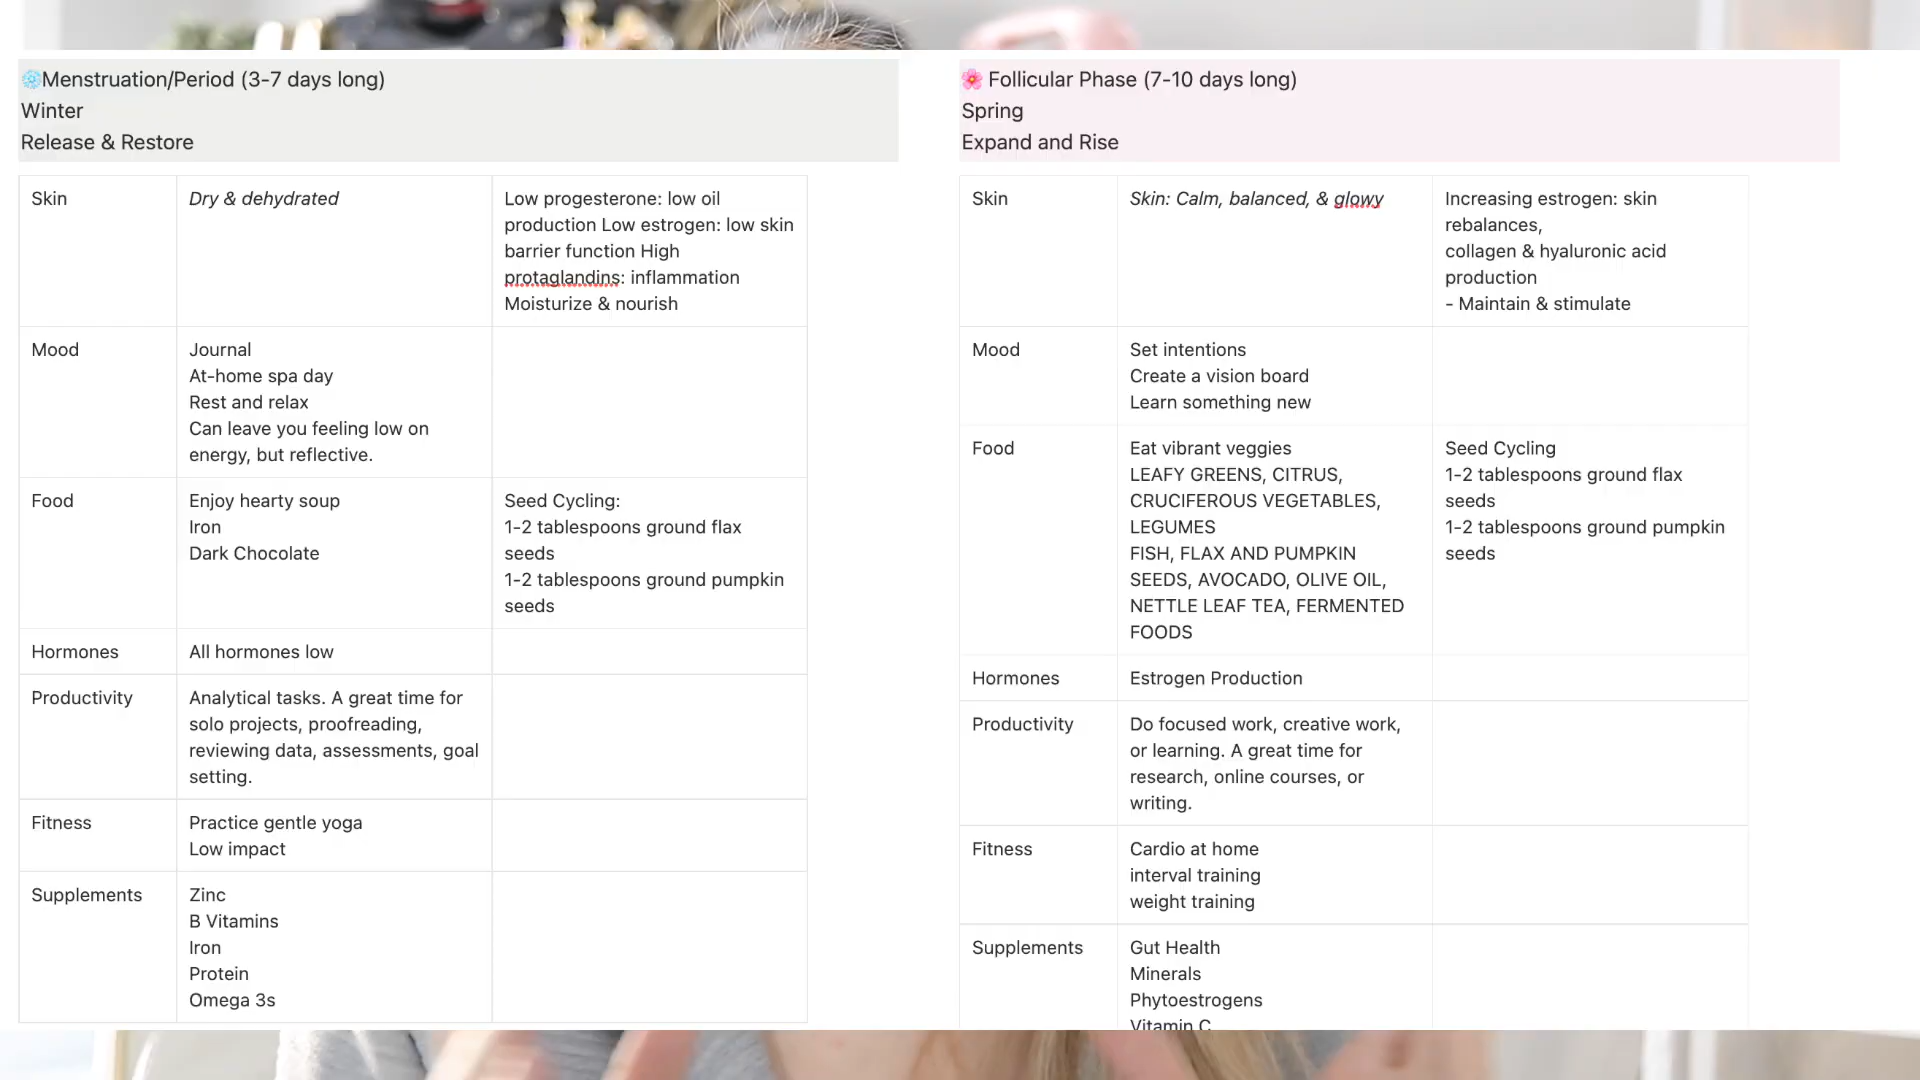 ❄️Menstruation/Period (3-7 days long)
Winter
Release & Restore
Skin
Dry & dehydrated
Low progesterone: low oil
production Low estrogen: low skin
barrier function High
protaglandins: inflammation
Moisturize & nourish
Mood
Journal
At-home spa day
Rest and relax
Can leave you feeling low on
energy, but reflective.
Food
Enjoy hearty soup
Iron
Dark Chocolate
Seed Cycling:
1-2 tablespoons ground flax
seeds
1-2 tablespoons ground pumpkin
seeds
Hormones
All hormones low
Productivity
Analytical tasks. A great time for
solo projects, proofreading,
reviewing data, assessments, goal
setting.
Fitness
Practice gentle yoga
Low impact
Supplements
Zinc
B Vitamins
Iron
Protein
Omega 3s
🌸 Follicular Phase (7-10 days long)
Spring
Expand and Rise
Skin
Skin: Calm, balanced, & glowy
Increasing estrogen: skin
rebalances,
collagen & hyaluronic acid
production
- Maintain & stimulate
Mood
Set intentions
Create a vision board
Learn something new
Food
Eat vibrant veggies
LEAFY GREENS, CITRUS,
CRUCIFEROUS VEGETABLES,
LEGUMES
FISH, FLAX AND PUMPKIN
SEEDS, AVOCADO, OLIVE OIL,
NETTLE LEAF TEA, FERMENTED
FOODS
Seed Cycling
1-2 tablespoons ground flax
seeds
1-2 tablespoons ground pumpkin
seeds
Hormones
Estrogen Production
Productivity
Do focused work, creative work,
or learning. A great time for
research, online courses, or
writing.
Fitness
Cardio at home
interval training
weight training
Supplements
Gut Health
Minerals
Phytoestrogens
Vitamin C